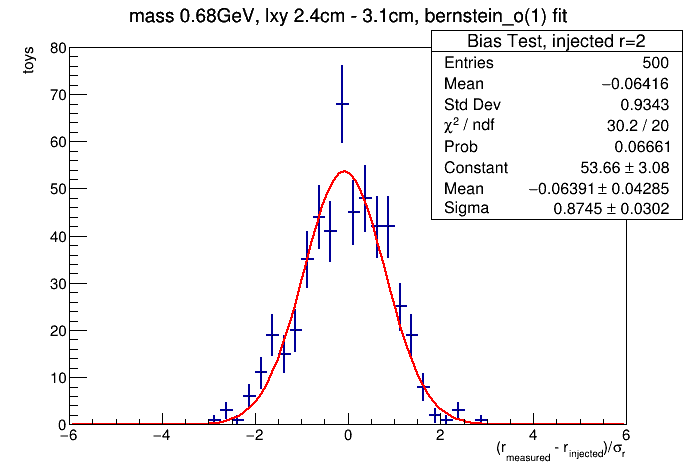 mass 0.68GeV, lxy 2.4cm - 3.1cm, bernstein_o(1) fit
Bias Test, injected r=2
Entries 500
Mean −0.06416
Std Dev 0.9343
χ² / ndf 30.2 / 20
Prob 0.06661
Constant 53.66 ± 3.08
Mean −0.06391 ± 0.04285
Sigma 0.8745 ± 0.0302
toys
80
70
60
50
40
30
20
10
0
−6 −4 −2 0 2 4 6
(r_measured - r_injected)/σ_r